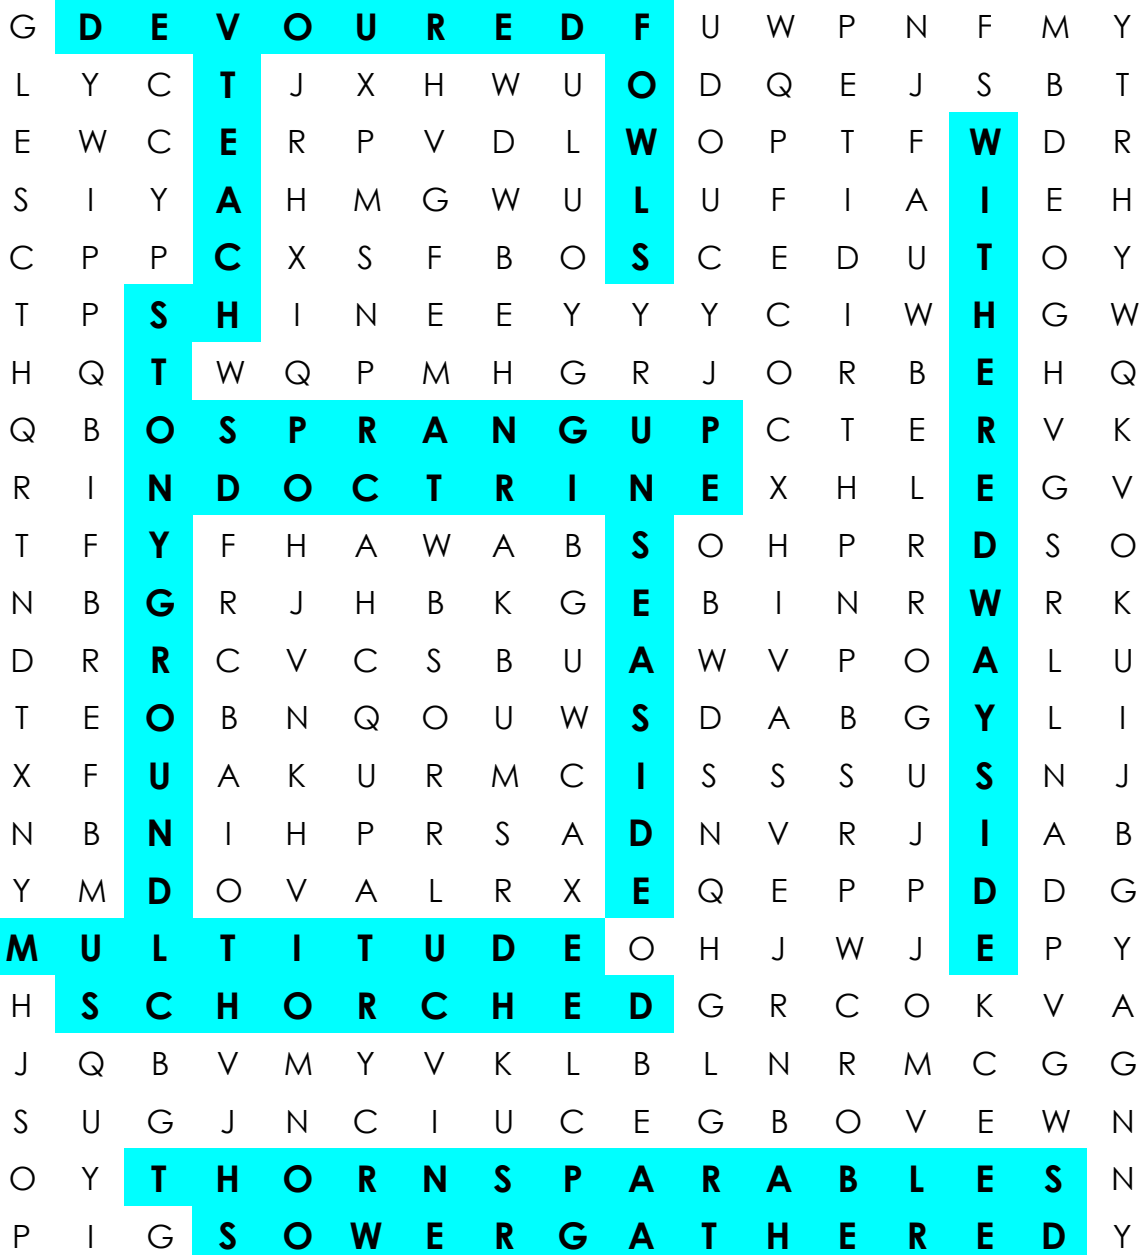 G D E V O U R E D F U W P N F M Y
L Y C T J X H W U O D Q E J S B T
E W C E R P V D L W O P T F W D R
S I Y A H M G W U L U F I A I E H
C P P C X S F B O S C E D U T O Y
T P S H I N E E Y Y Y C I W H G W
H Q T W Q P M H G R J O R B E H Q
Q B O S P R A N G U P C T E R V K
R I N D O C T R I N E X H L E G V
T F Y F H A W A B S O H P R D S O
N B G R J H B K G E B I N R W R K
D R R C V C S B U A W V P O A L U
T E O B N Q O U W S D A B G Y L I
X F U A K U R M C I S S S U S N J
N B N I H P R S A D N V R J I A B
Y M D O V A L R X E Q E P P D D G
M U L T I T U D E O H J W J E P Y
H S C H O R C H E D G R C O K V A
J Q B V M Y V K L B L N R M C G G
S U G J N C I U C E G B O V E W N
O Y T H O R N S P A R A B L E S N
P I G S O W E R G A T H E R E D Y